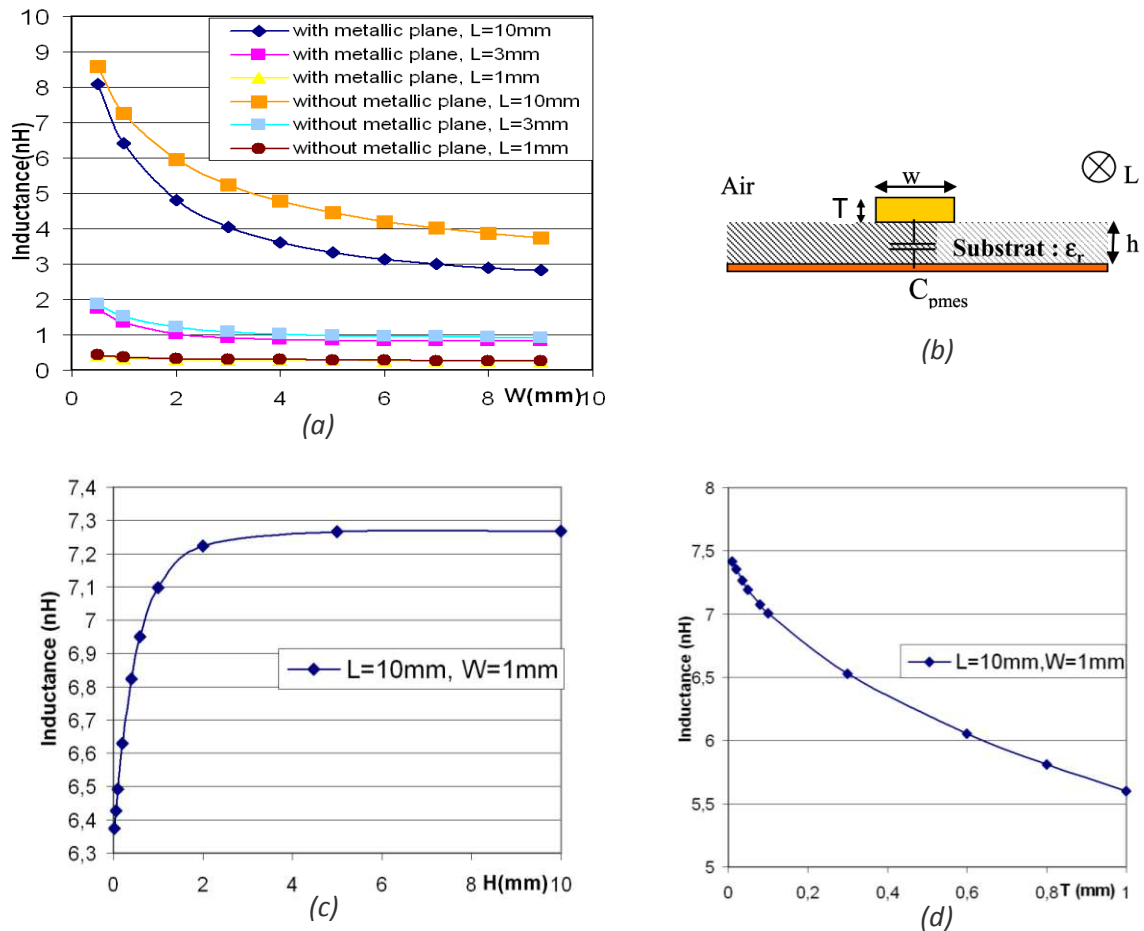 10
9
8
7
6
5
4
3
2
1
0
Inductance(nH)
with metallic plane, L=10mm
with metallic plane, L=3mm
with metallic plane, L=1mm
without metallic plane, L=10mm
without metallic plane, L=3mm
without metallic plane, L=1mm
0 2 4 6 8 W(mm) 10
(a)
Air
w
L
T
Substrat : εr
h
Cpmes
(b)
7,4
7,3
7,2
7,1
7
6,9
6,8
6,7
6,6
6,5
6,4
6,3
Inductance (nH)
L=10mm, W=1mm
0 2 4 6 8 H(mm) 10
(c)
8
7,5
7
6,5
6
5,5
5
Inductance (nH)
L=10mm,W=1mm
0 0,2 0,4 0,6 0,8 T (mm) 1
(d)